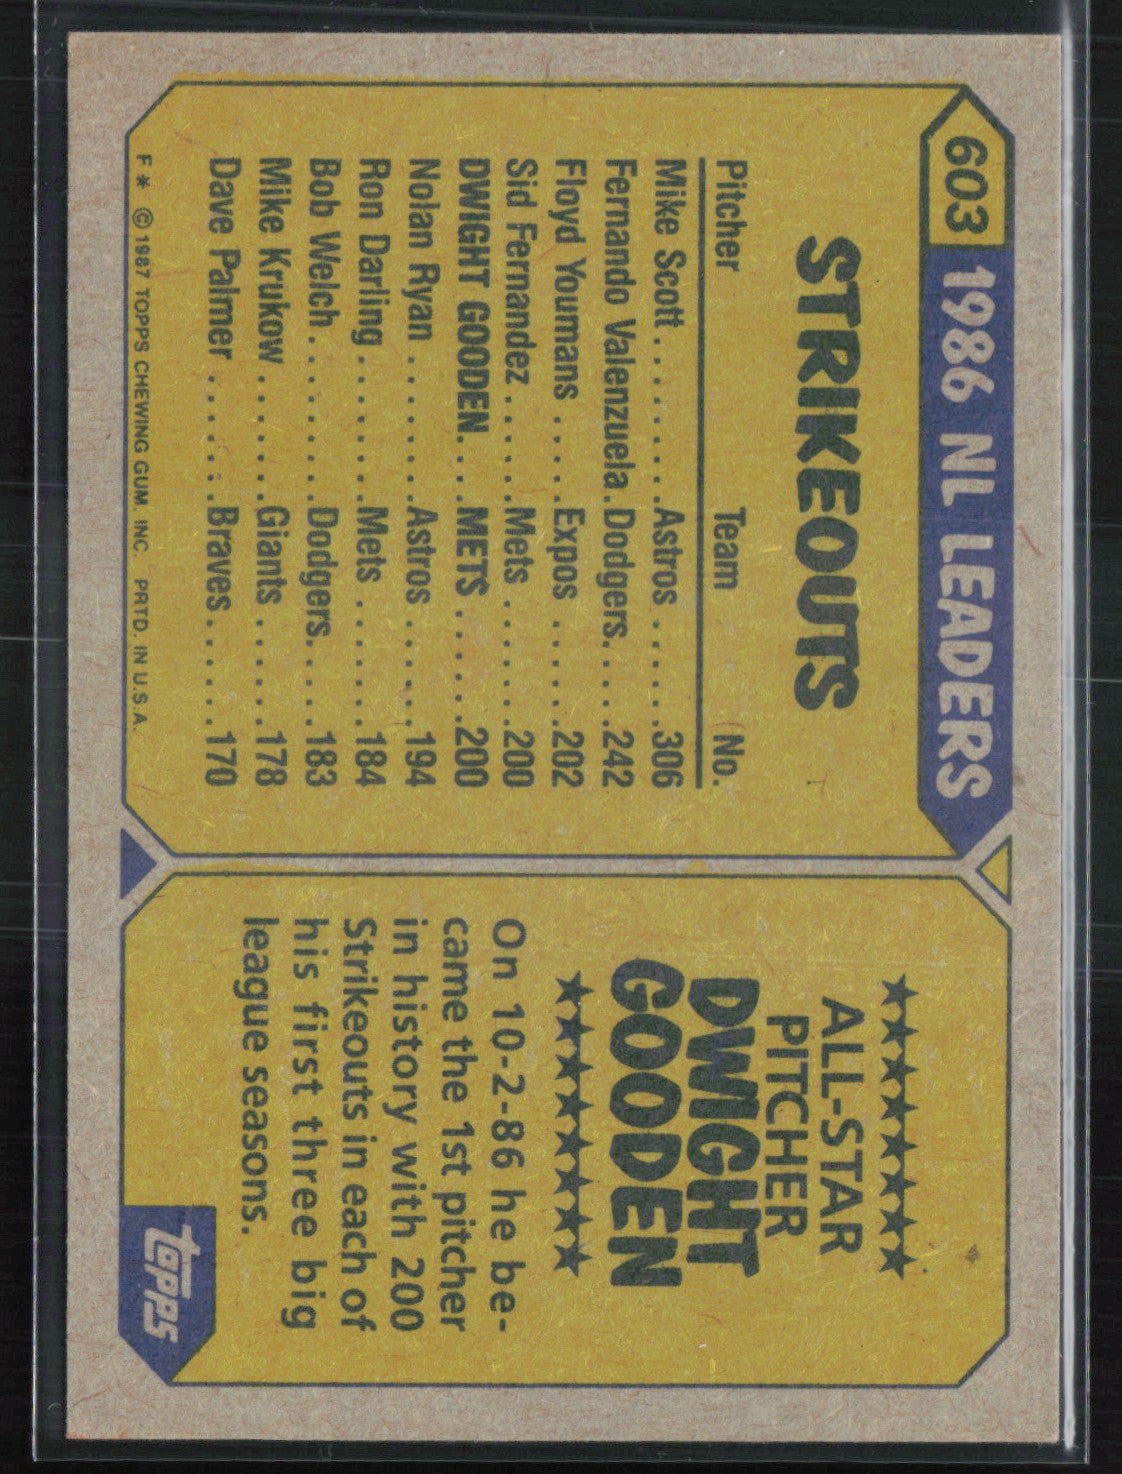 603 1986 NL LEADERS
STRIKEOUTS
Pitcher Team No.
Mike Scott.........Astros......306
Fernando Valenzuela.Dodgers.....242
Floyd Youmans.....Expos.......202
Sid Fernandez.......Mets.......200
DWIGHT GOODEN....METS......200
Nolan Ryan........Astros......194
Ron Darling.........Mets.......184
Bob Welch.........Dodgers.....183
Mike Krukow.......Giants......178
Dave Palmer.......Braves......170
F * © 1987 TOPPS CHEWING GUM, INC. PRTD. IN U.S.A.
★★★★★★★★
ALL-STAR
PITCHER
DWIGHT
GOODEN
★★★★★★★★
On 10-2-86 he be-
came the 1st pitcher
in history with 200
Strikeouts in each of
his first three big
league seasons.
topps